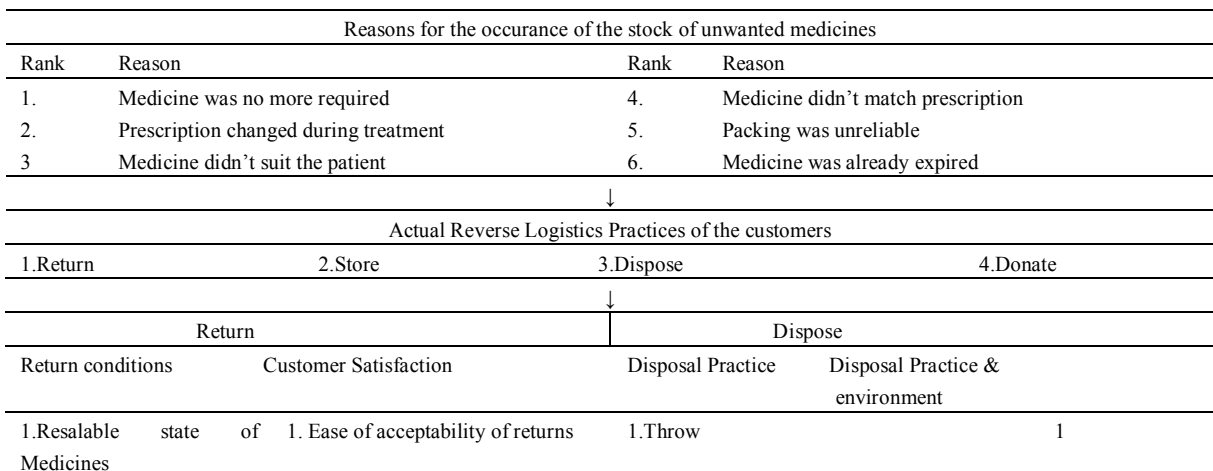 Reasons for the occurance of the stock of unwanted medicines
Rank Reason Rank Reason
1. Medicine was no more required 4. Medicine didn’t match prescription
2. Prescription changed during treatment 5. Packing was unreliable
3 Medicine didn’t suit the patient 6. Medicine was already expired
↓
Actual Reverse Logistics Practices of the customers
1.Return 2.Store 3.Dispose 4.Donate
↓
Return Dispose
Return conditions Customer Satisfaction Disposal Practice Disposal Practice &
environment
1.Resalable state of 1. Ease of acceptability of returns 1.Throw 1
Medicines